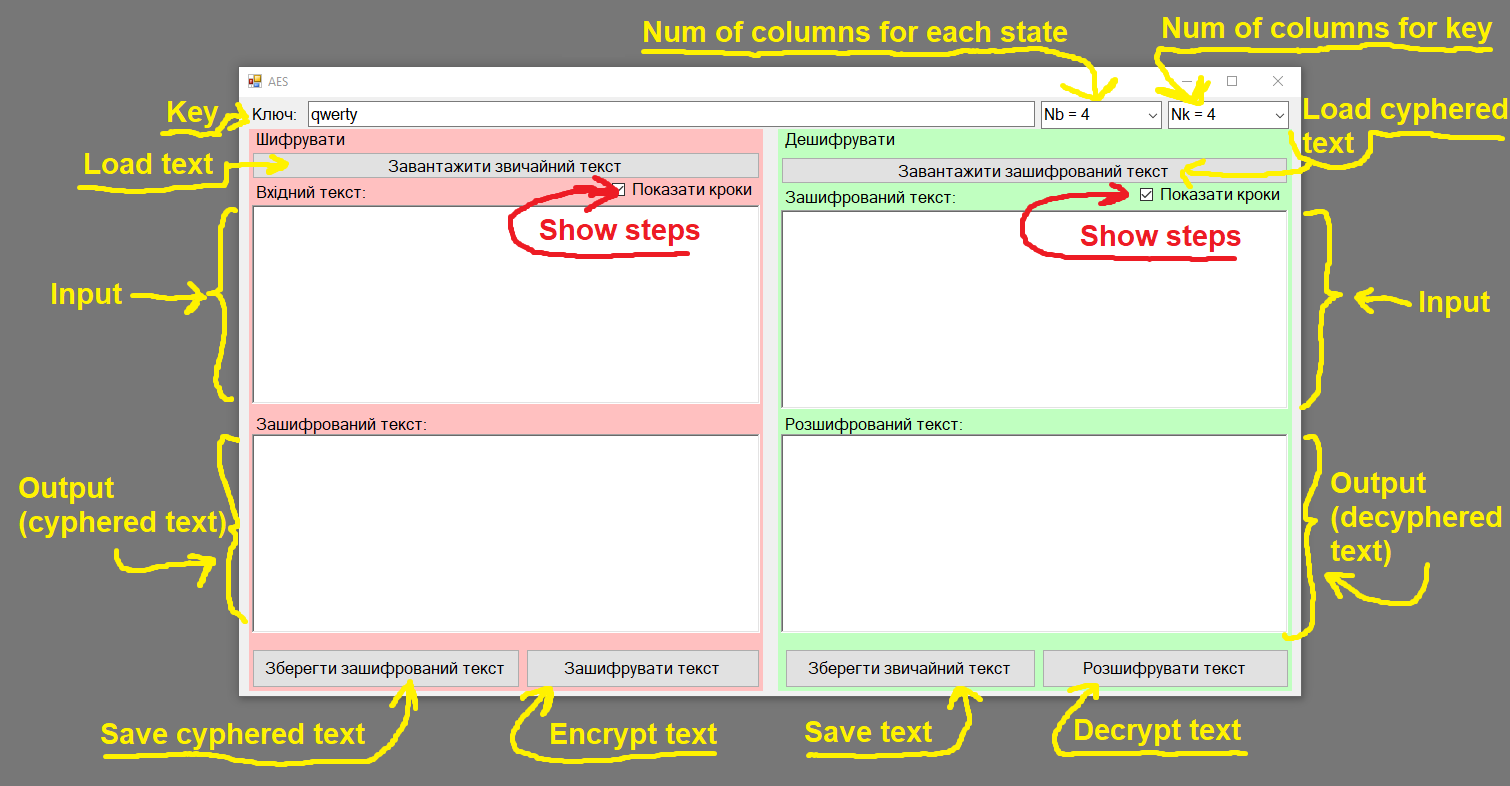 Num of columns for each state
Num of columns for key
AES
Key
Ключ:
qwerty
Nb = 4
Nk = 4
Load cyphered
text
Шифрувати
Дешифрувати
Load text
Завантажити звичайний текст
Завантажити зашифрований текст
Вхідний текст:
Показати кроки
Зашифрований текст:
Показати кроки
Show steps
Show steps
Input
Input
Зашифрований текст:
Розшифрований текст:
Output
(cyphered text)
Output
(decyphered
text)
Зберегти зашифрований текст
Зашифрувати текст
Зберегти звичайний текст
Розшифрувати текст
Save cyphered text
Encrypt text
Save text
Decrypt text